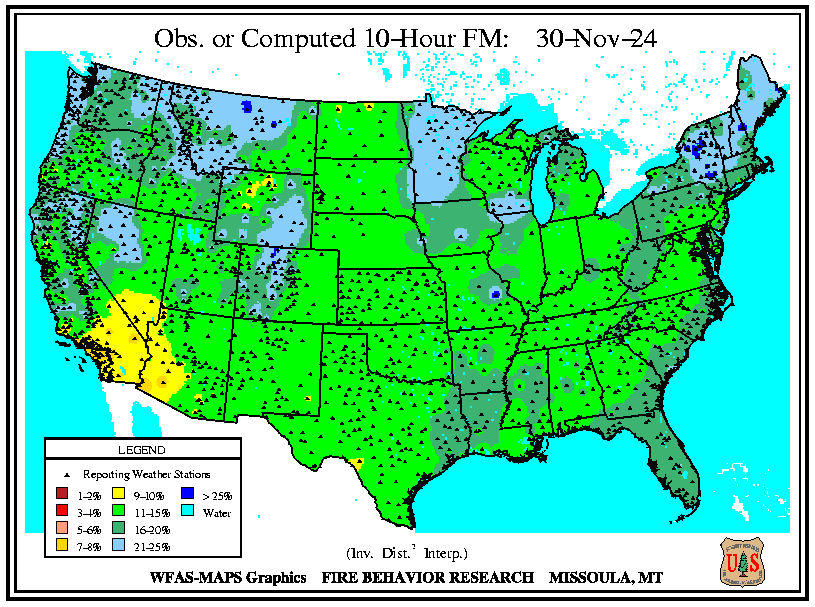 Obs. or Computed 10-Hour FM: 30-Nov-24
LEGEND
Reporting Weather Stations
1-2% 9-10% > 25%
3-4% 11-15% Water
5-6% 16-20%
7-8% 21-25%
(Inv. Dist.² Interp.)
WFAS-MAPS Graphics FIRE BEHAVIOR RESEARCH MISSOULA, MT
U S